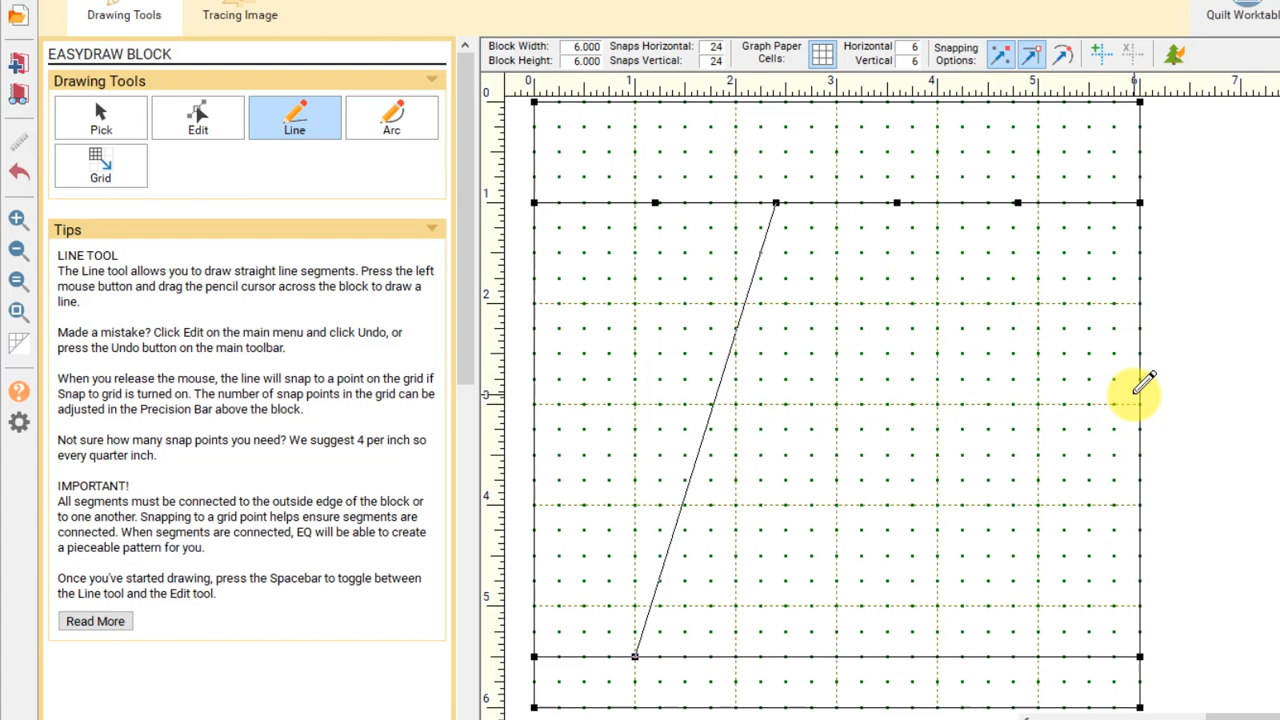 Drawing Tools
Tracing Image
EASYDRAW BLOCK
Drawing Tools
Pick
Edit
Line
Arc
Grid
Tips
LINE TOOL
The Line tool allows you to draw straight line segments. Press the left
mouse button and drag the pencil cursor across the block to draw a
line.
Made a mistake? Click Edit on the main menu and click Undo, or
press the Undo button on the main toolbar.
When you release the mouse, the line will snap to a point on the grid if
Snap to grid is turned on. The number of snap points in the grid can be
adjusted in the Precision Bar above the block.
Not sure how many snap points you need? We suggest 4 per inch so
every quarter inch.
IMPORTANT!
All segments must be connected to the outside edge of the block or
to one another. Snapping to a grid point helps ensure segments are
connected. When segments are connected, EQ will be able to create
a pieceable pattern for you.
Once you've started drawing, press the Spacebar to toggle between
the Line tool and the Edit tool.
Read More
Quilt Worktab
Block Width: 6.000 Snaps Horizontal: 24
Block Height: 6.000 Snaps Vertical: 24
Graph Paper
Cells:
Horizontal 6
Vertical 6
Snapping
Options:
0 1 2 3 4 5 6 7
0
1
2
3
4
5
6